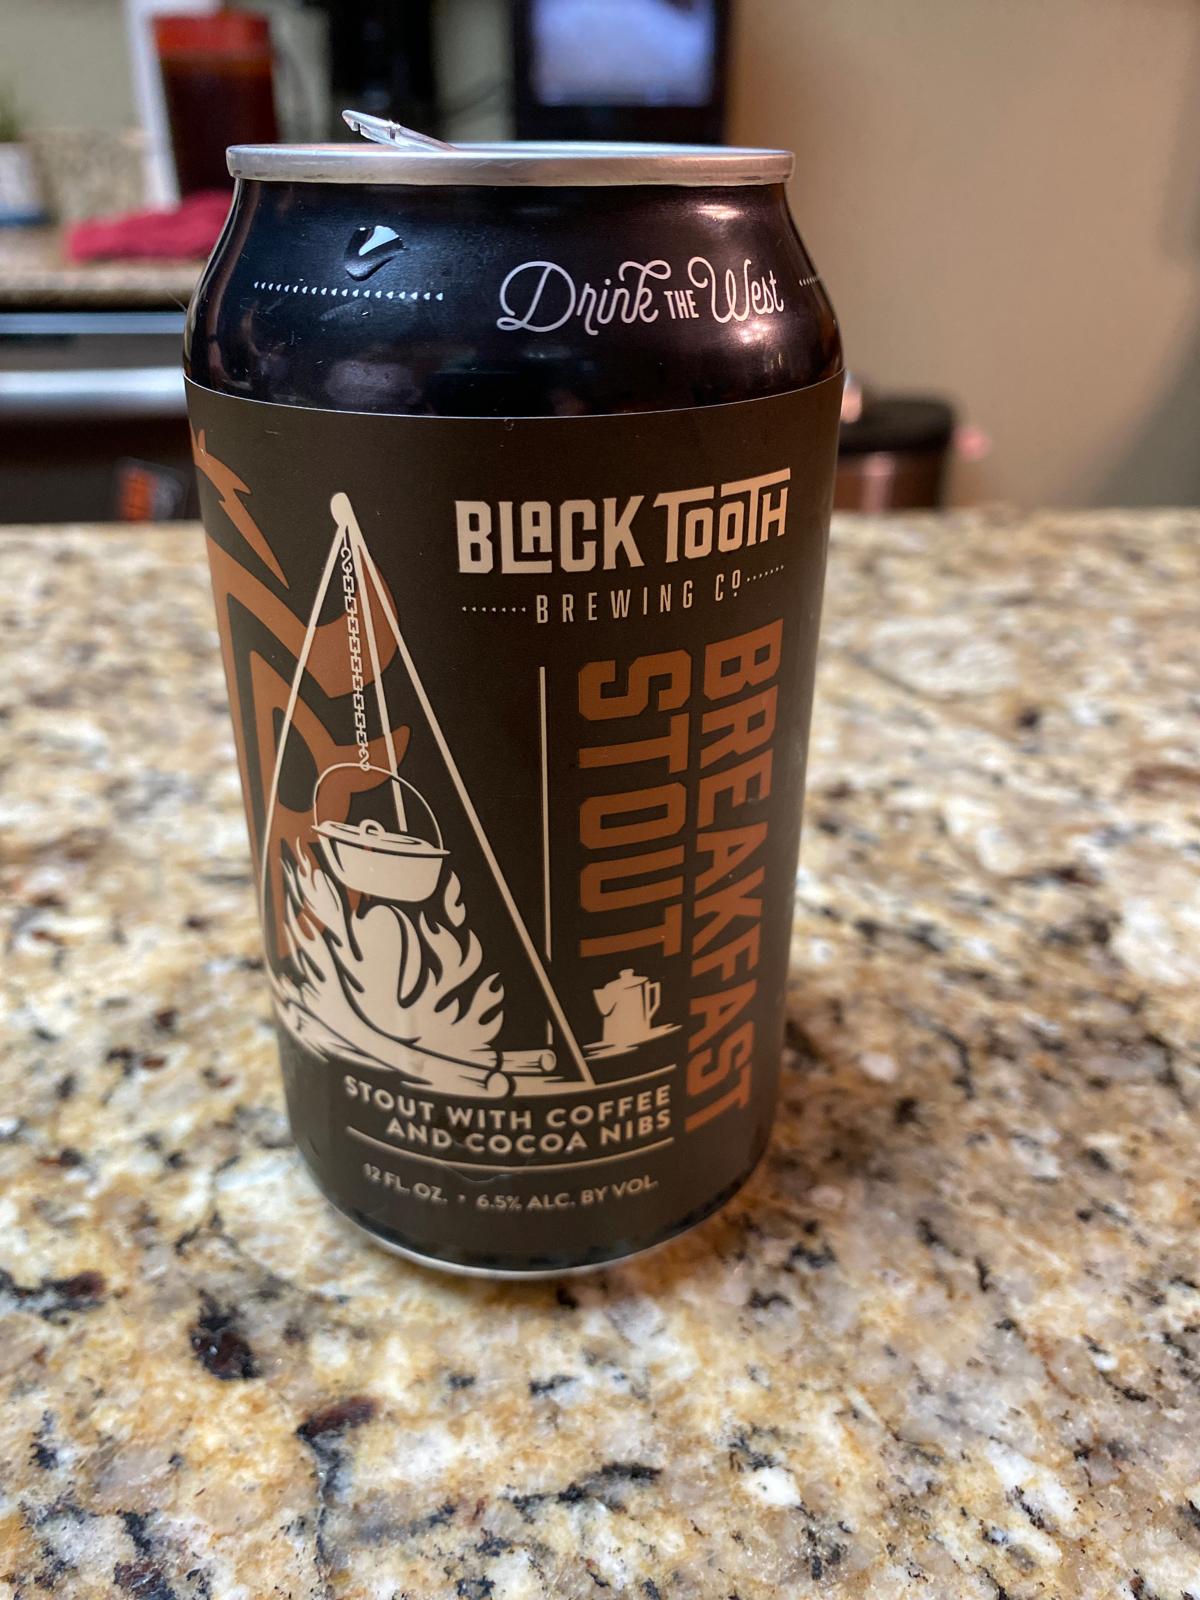 Drink THE West
BLACK TOOTH
BREWING Cº
BREAKFAST
STOUT
STOUT WITH COFFEE
AND COCOA NIBS
12 FL. OZ. • 6.5% ALC. BY VOL.